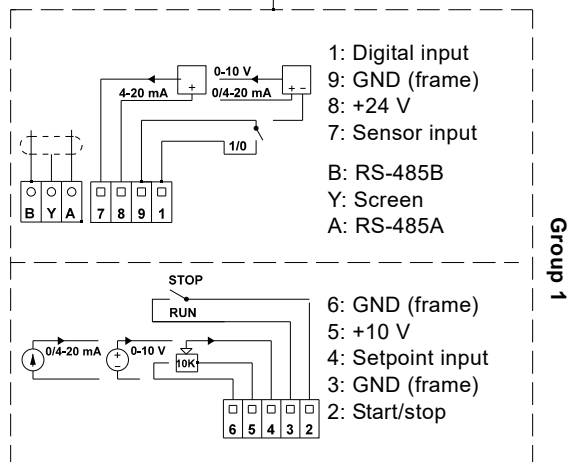 0-10 V
4-20 mA
+
0/4-20 mA
+ −
1/0
B Y A
7 8 9 1
1: Digital input
9: GND (frame)
8: +24 V
7: Sensor input
B: RS-485B
Y: Screen
A: RS-485A
Group 1
STOP
RUN
0/4-20 mA
+
−
0-10 V
10K
6 5 4 3 2
6: GND (frame)
5: +10 V
4: Setpoint input
3: GND (frame)
2: Start/stop